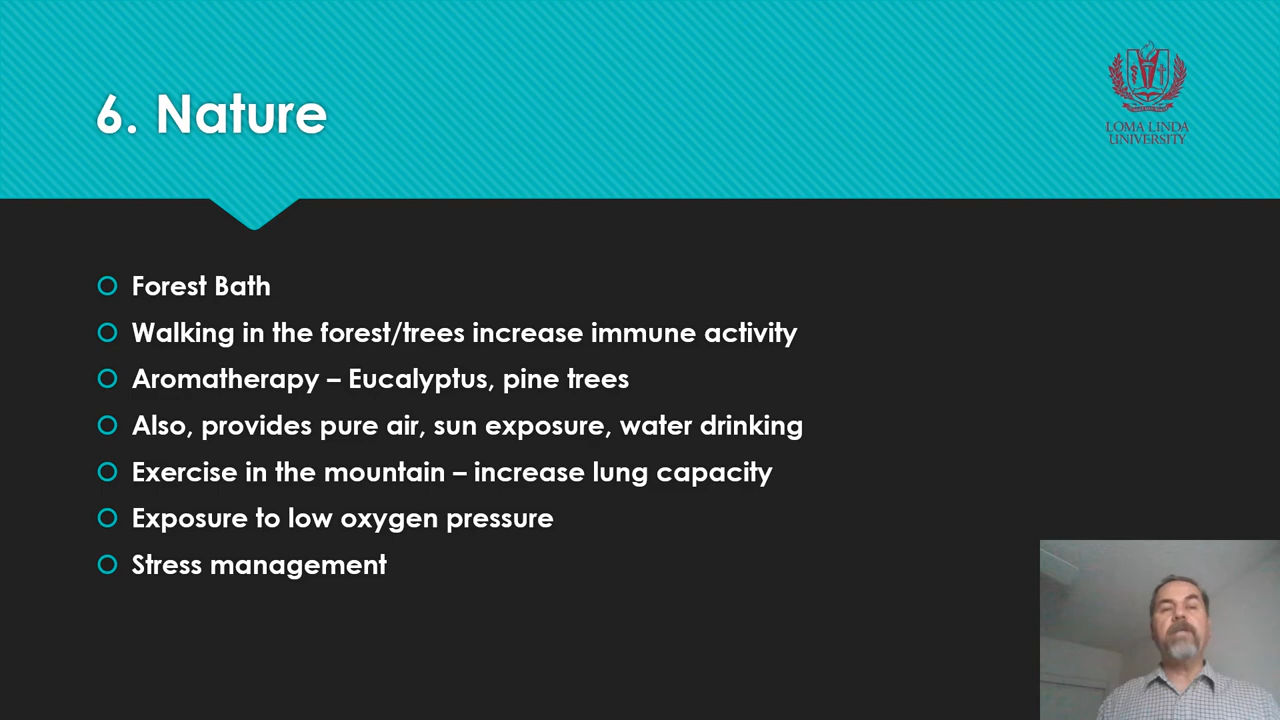 6. Nature
LOMA LINDA
UNIVERSITY
Forest Bath
Walking in the forest/trees increase immune activity
Aromatherapy – Eucalyptus, pine trees
Also, provides pure air, sun exposure, water drinking
Exercise in the mountain – increase lung capacity
Exposure to low oxygen pressure
Stress management